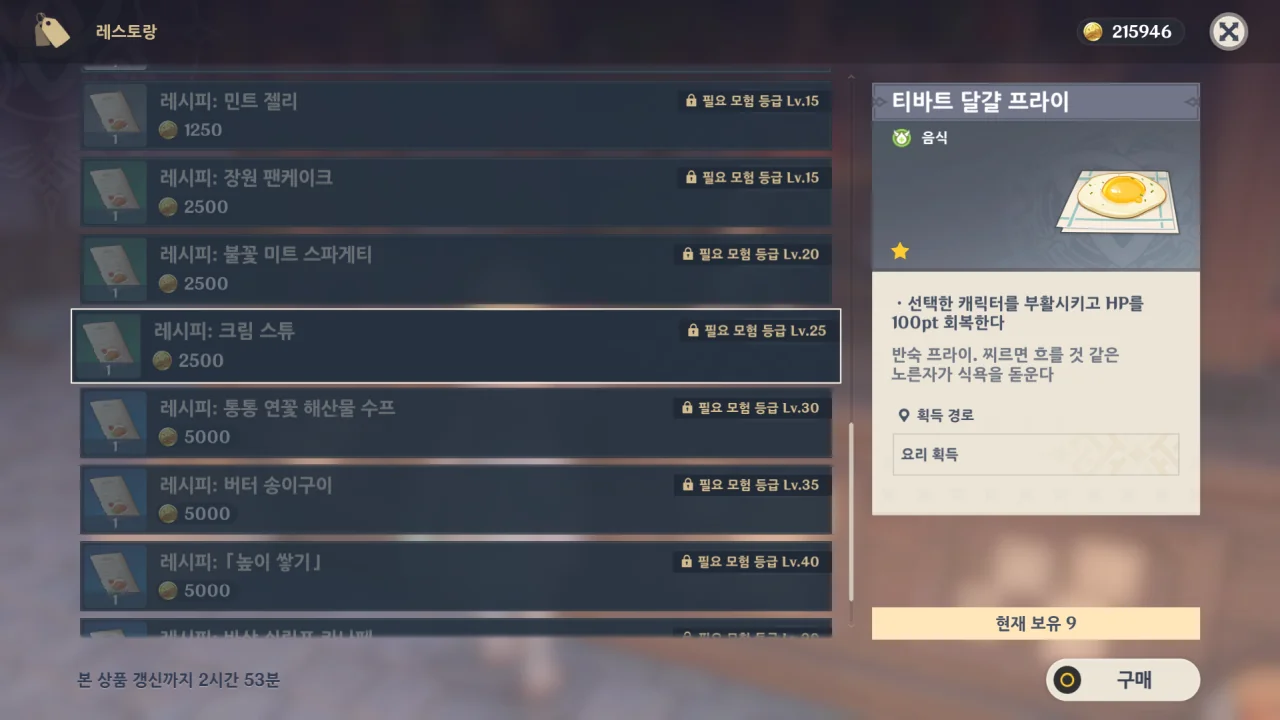 레스토랑
215946
레시피: 민트 젤리
필요 모험 등급 Lv.15
1
1250
레시피: 장원 팬케이크
필요 모험 등급 Lv.15
1
2500
레시피: 불꽃 미트 스파게티
필요 모험 등급 Lv.20
1
2500
레시피: 크림 스튜
필요 모험 등급 Lv.25
1
2500
레시피: 통통 연꽃 해산물 수프
필요 모험 등급 Lv.30
1
5000
레시피: 버터 송이구이
필요 모험 등급 Lv.35
1
5000
레시피: 「높이 쌓기」
필요 모험 등급 Lv.40
1
5000
본 상품 갱신까지 2시간 53분
티바트 달걀 프라이
음식
· 선택한 캐릭터를 부활시키고 HP를
100pt 회복한다
반숙 프라이. 찌르면 흐를 것 같은
노른자가 식욕을 돋운다
획득 경로
요리 획득
현재 보유 9
구매